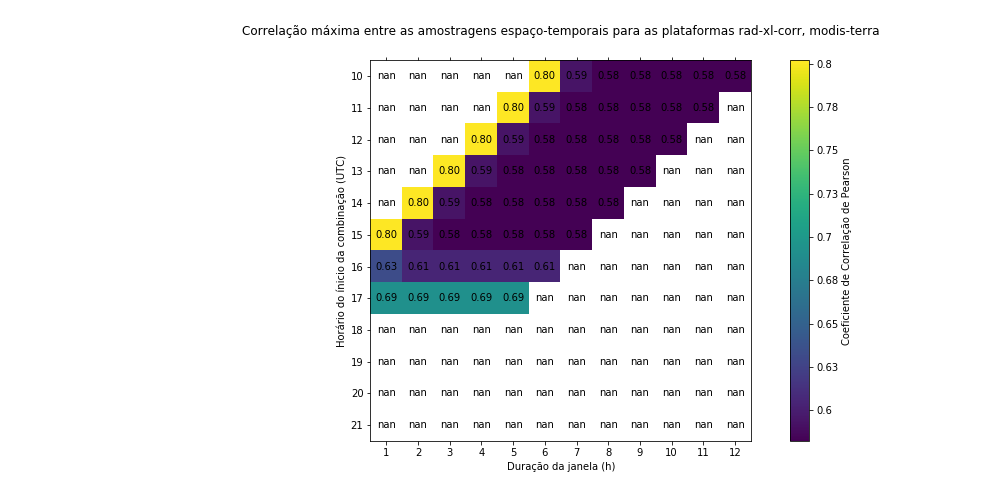 Correlação máxima entre as amostragens espaço-temporais para as plataformas rad-xl-corr, modis-terra
10 nan nan nan nan nan 0.80 0.59 0.58 0.58 0.58 0.58 0.58
11 nan nan nan nan 0.80 0.59 0.58 0.58 0.58 0.58 0.58 nan
12 nan nan nan 0.80 0.59 0.58 0.58 0.58 0.58 0.58 nan nan
13 nan nan 0.80 0.59 0.58 0.58 0.58 0.58 0.58 nan nan nan
14 nan 0.80 0.59 0.58 0.58 0.58 0.58 0.58 nan nan nan nan
15 0.80 0.59 0.58 0.58 0.58 0.58 0.58 nan nan nan nan nan
16 0.63 0.61 0.61 0.61 0.61 0.61 nan nan nan nan nan nan
17 0.69 0.69 0.69 0.69 0.69 nan nan nan nan nan nan nan
18 nan nan nan nan nan nan nan nan nan nan nan nan
19 nan nan nan nan nan nan nan nan nan nan nan nan
20 nan nan nan nan nan nan nan nan nan nan nan nan
21 nan nan nan nan nan nan nan nan nan nan nan nan
1 2 3 4 5 6 7 8 9 10 11 12
Duração da janela (h)
Horário do ínicio da combinação (UTC)
0.8
0.78
0.75
0.73
0.7
0.68
0.65
0.63
0.6
Coeficiente de Correlação de Pearson